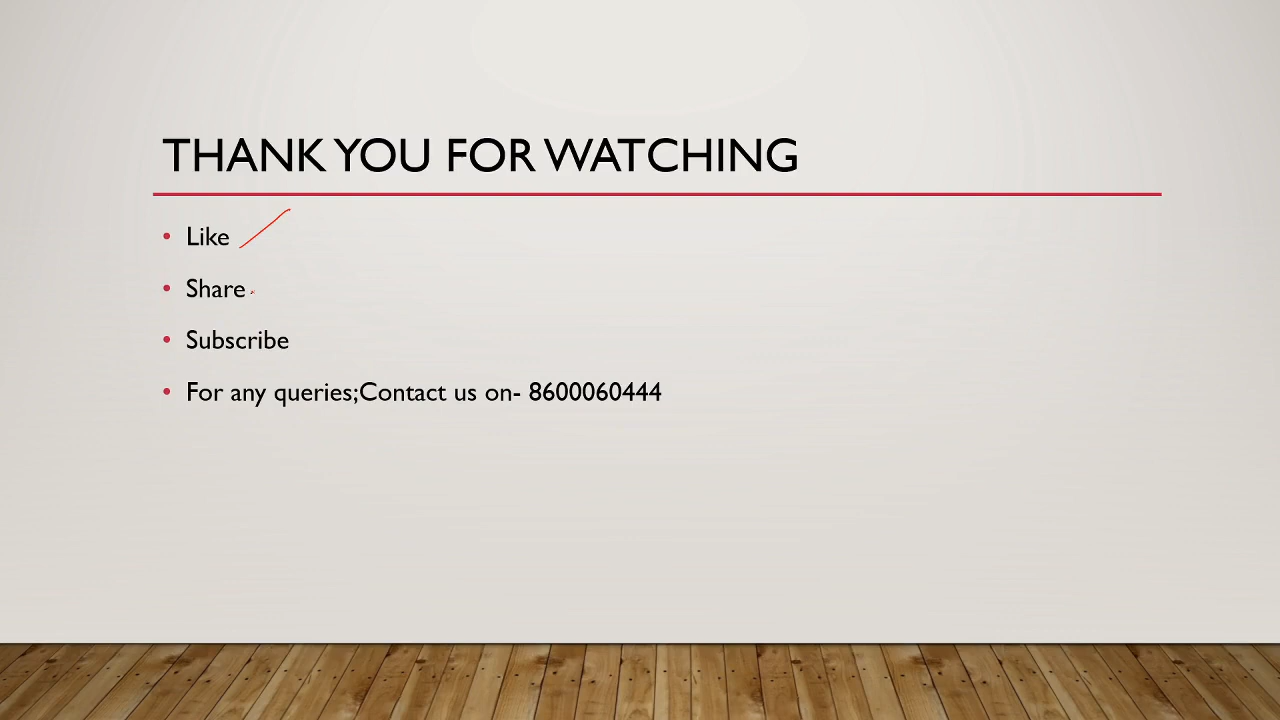 THANK YOU FOR WATCHING
• Like
• Share
• Subscribe
• For any queries;Contact us on- 8600060444